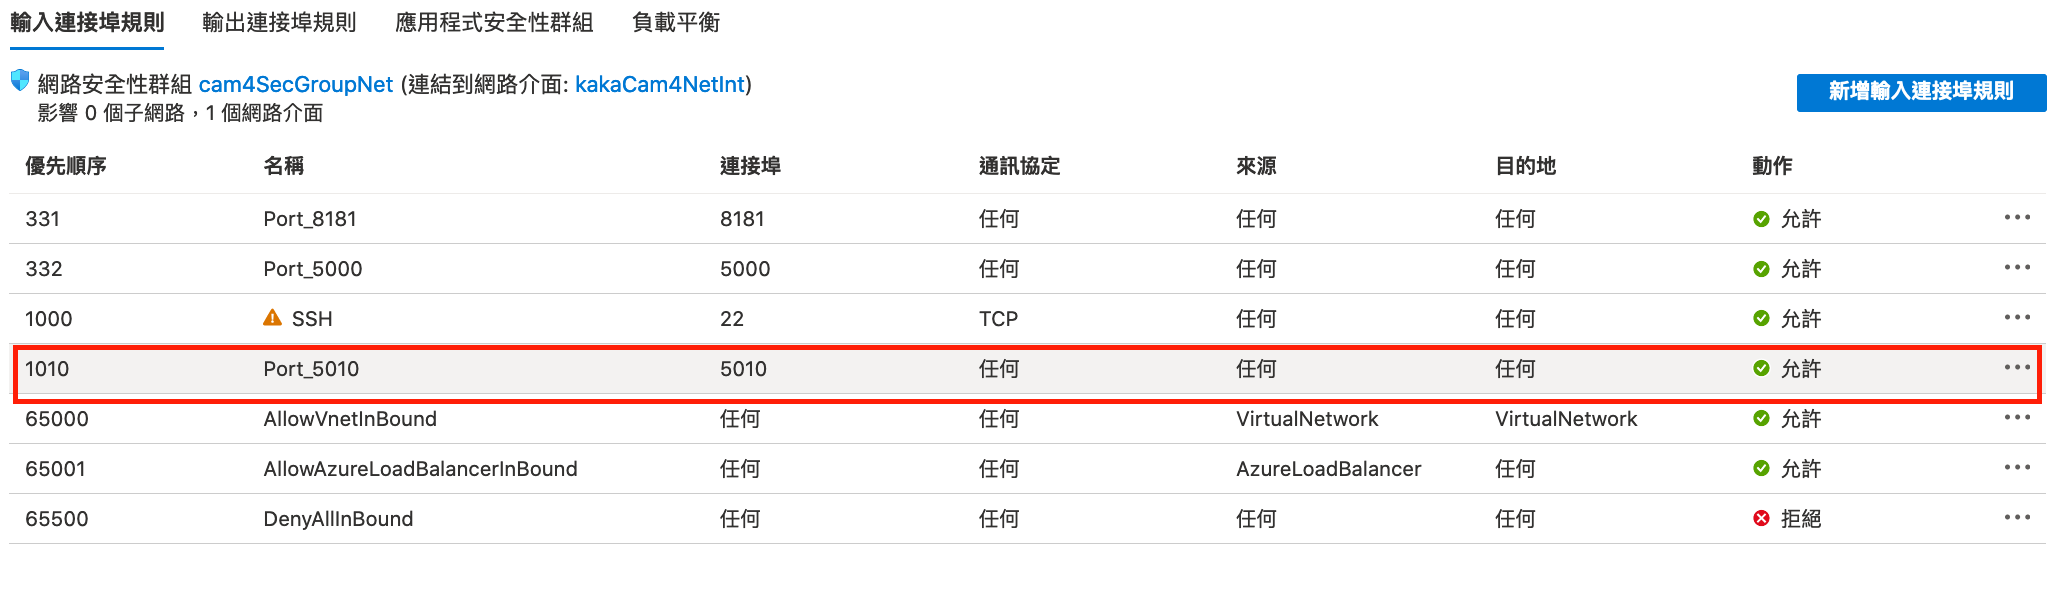 輸入連接埠規則 輸出連接埠規則 應用程式安全性群組 負載平衡
網路安全性群組 cam4SecGroupNet (連結到網路介面: kakaCam4NetInt)
影響 0 個子網路，1 個網路介面
新增輸入連接埠規則
優先順序 名稱 連接埠 通訊協定 來源 目的地 動作
331 Port_8181 8181 任何 任何 任何 允許
332 Port_5000 5000 任何 任何 任何 允許
1000 SSH 22 TCP 任何 任何 允許
1010 Port_5010 5010 任何 任何 任何 允許
65000 AllowVnetInBound 任何 任何 VirtualNetwork VirtualNetwork 允許
65001 AllowAzureLoadBalancerInBound 任何 任何 AzureLoadBalancer 任何 允許
65500 DenyAllInBound 任何 任何 任何 任何 拒絕